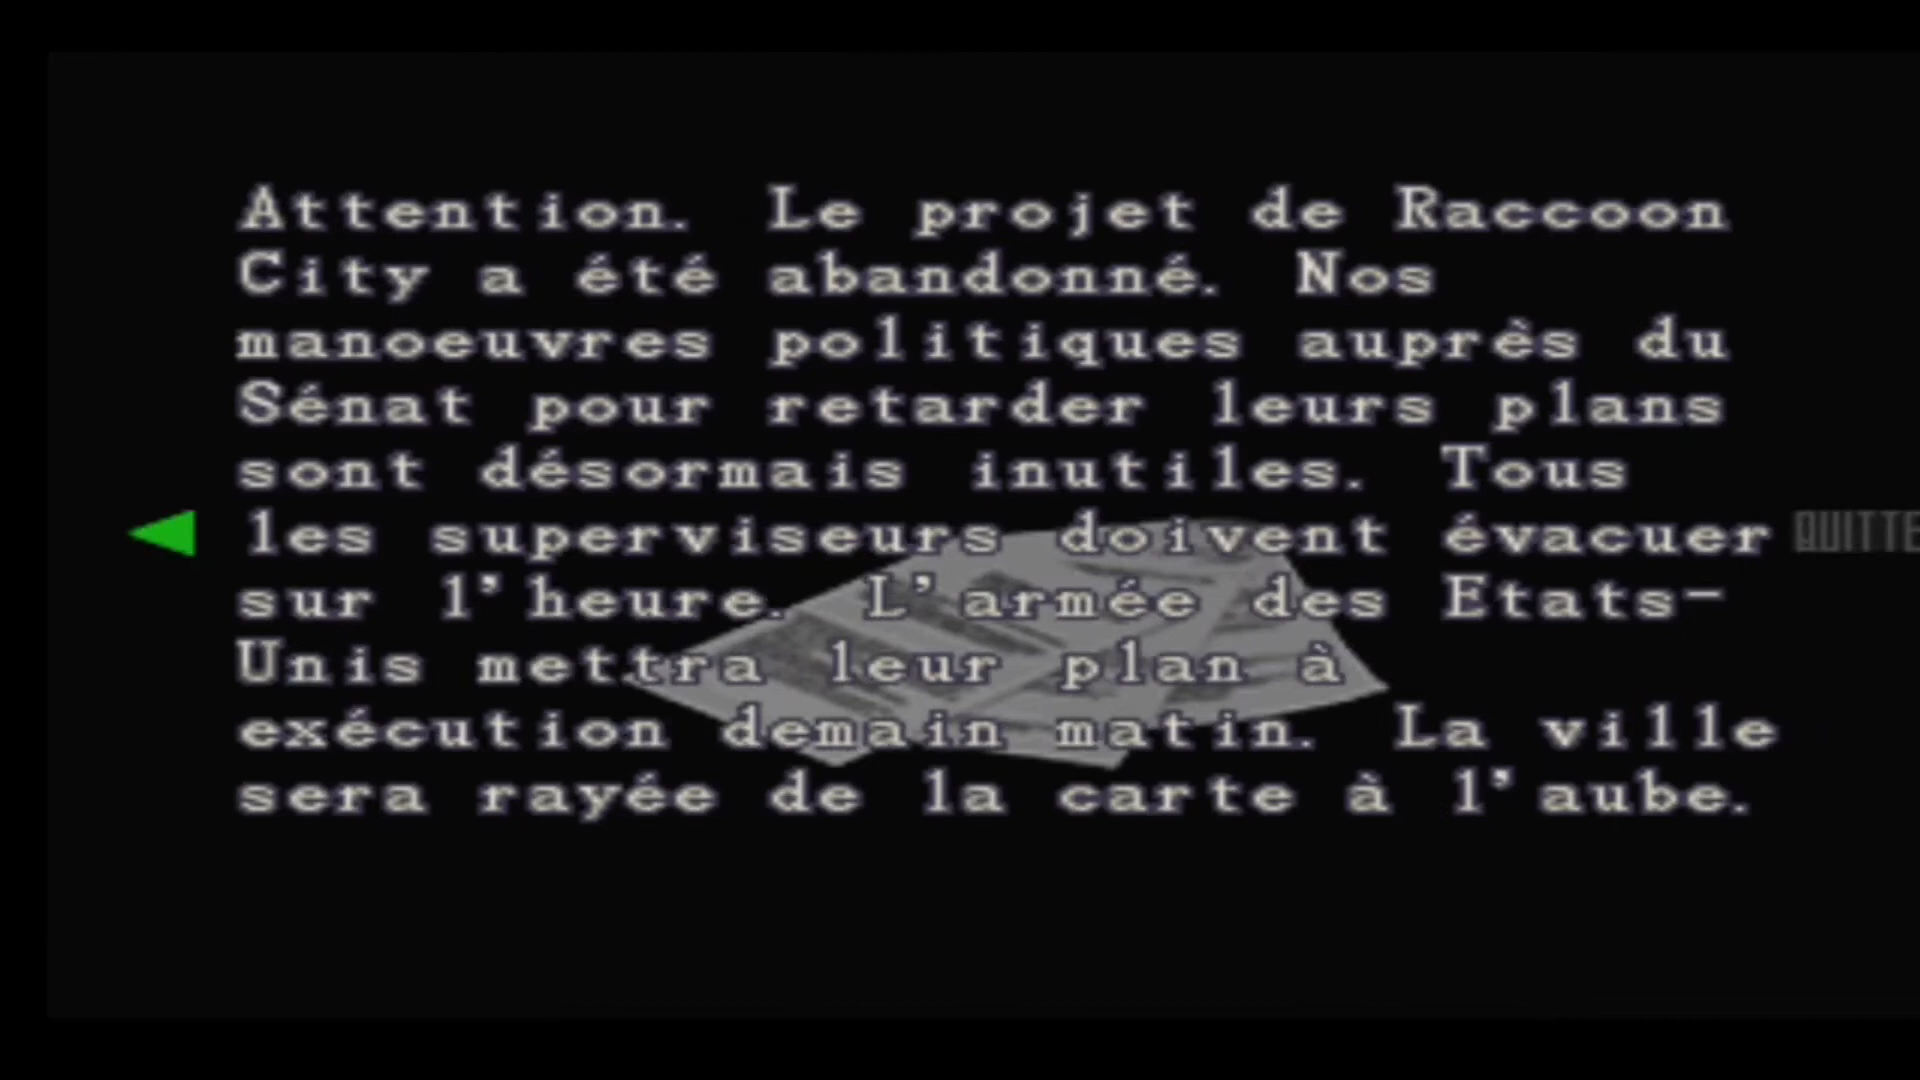 Attention. Le projet de Raccoon
City a été abandonné. Nos
manoeuvres politiques auprès du
Sénat pour retarder leurs plans
sont désormais inutiles. Tous
les superviseurs doivent évacuer
QUITTE
sur l'heure. L'armée des Etats-
Unis mettra leur plan à
exécution demain matin. La ville
sera rayée de la carte à l'aube.